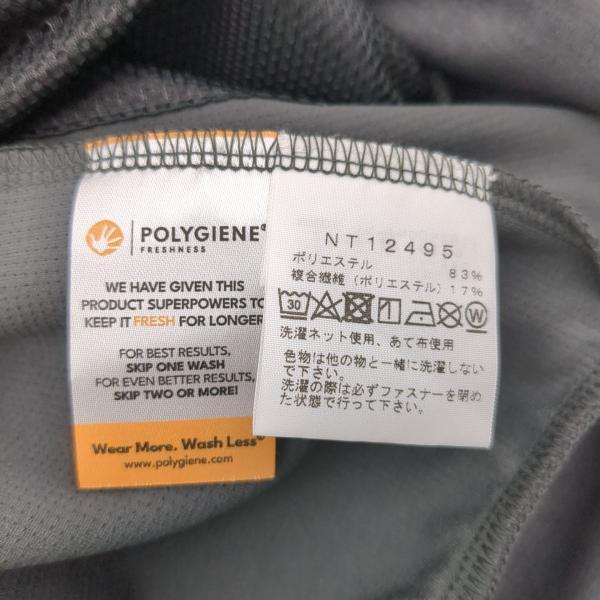 POLYGIENE®
FRESHNESS
WE HAVE GIVEN THIS
PRODUCT SUPERPOWERS TO
KEEP IT FRESH FOR LONGER
FOR BEST RESULTS,
SKIP ONE WASH
FOR EVEN BETTER RESULTS,
SKIP TWO OR MORE!
Wear More. Wash Less®
www.polygiene.com
NT12495
ポリエステル 83%
複合繊維(ポリエステル)17%
30 W
洗濯ネット使用、あて布使用
色物は他の物と一緒に洗濯しない
で下さい。
洗濯の際は必ずファスナーを閉め
た状態で行って下さい。